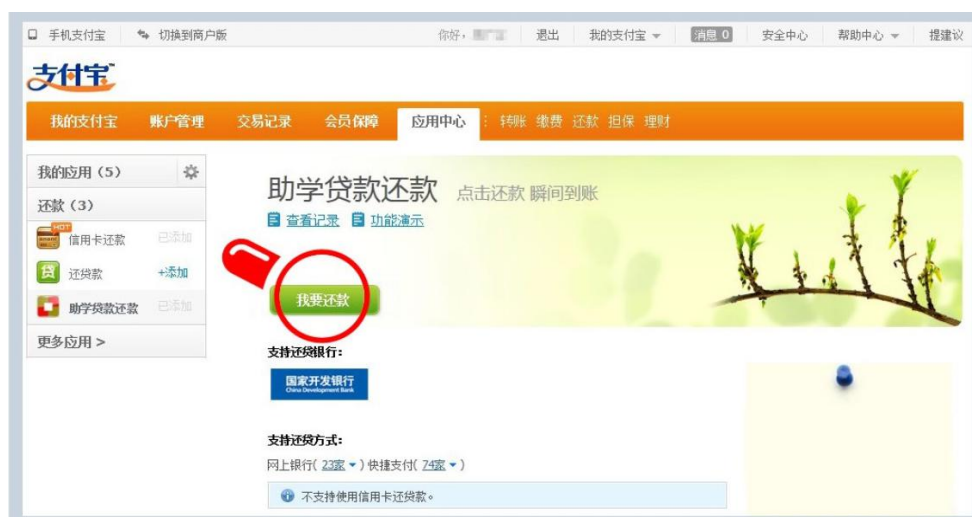 手机支付宝 切换到商户版 你好， 退出 我的支付宝 消息 0 安全中心 帮助中心 提建议
支付宝
我的支付宝 账户管理 交易记录 会员保障 应用中心 转账 缴费 还款 担保 理财
我的应用（5）
还款（3）
HOT
信用卡还款 已添加
还贷款 +添加
助学贷款还款 已添加
更多应用 >
助学贷款还款 点击还款 瞬间到账
查看记录 功能演示
我要还款
支持还贷银行：
国家开发银行
China Development Bank
支持还贷方式：
网上银行( 23家 ) 快捷支付( 74家 )
不支持使用信用卡还贷款。